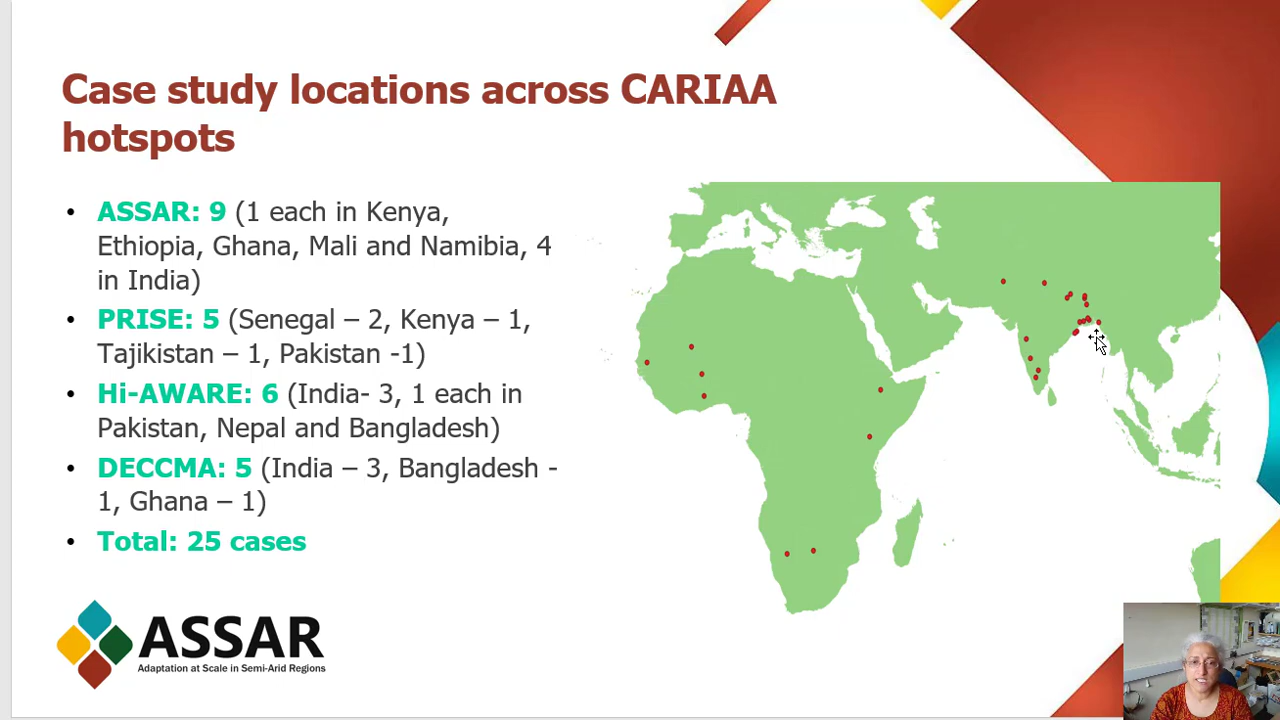 Case study locations across CARIAA
hotspots
• ASSAR: 9 (1 each in Kenya,
Ethiopia, Ghana, Mali and Namibia, 4
in India)
• PRISE: 5 (Senegal – 2, Kenya – 1,
Tajikistan – 1, Pakistan -1)
• Hi-AWARE: 6 (India- 3, 1 each in
Pakistan, Nepal and Bangladesh)
• DECCMA: 5 (India – 3, Bangladesh -
1, Ghana – 1)
• Total: 25 cases
ASSAR
Adaptation at Scale in Semi-Arid Regions